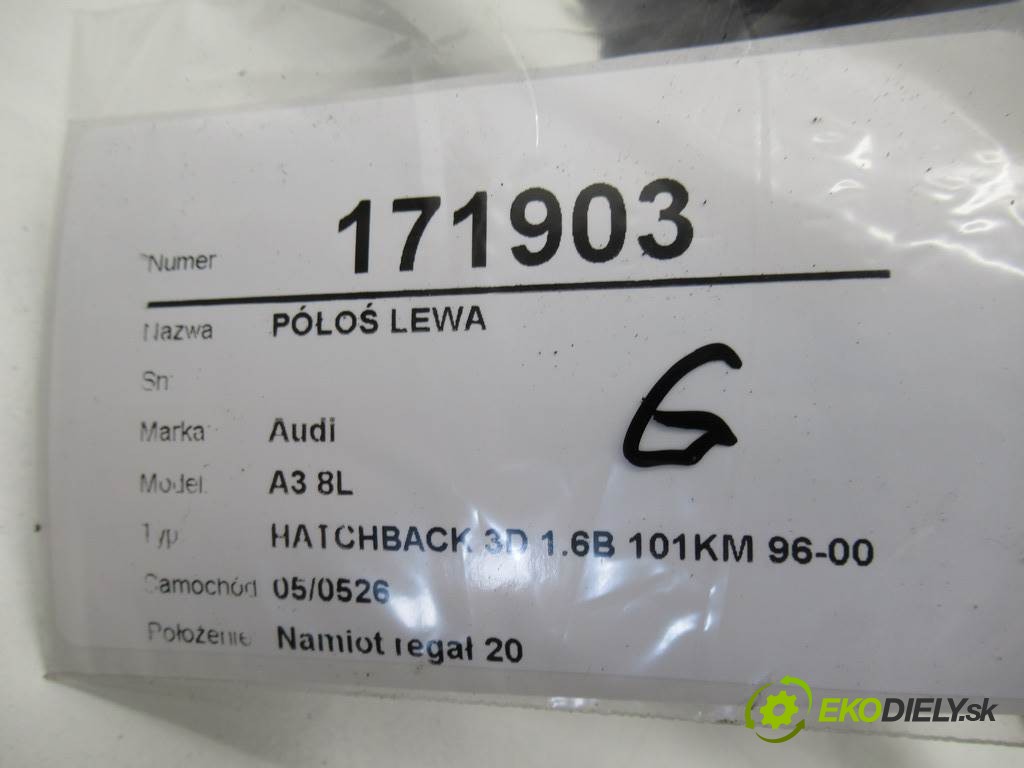 Numer 171903
Nazwa PÓŁOŚ LEWA
Sn:
Marka: Audi
Model: A3 8L
Typ HATCHBACK 3D 1.6B 101KM 96-00
Samochód 05/0526
Położenie Namiot regał 20
G
EKODIELY.sk